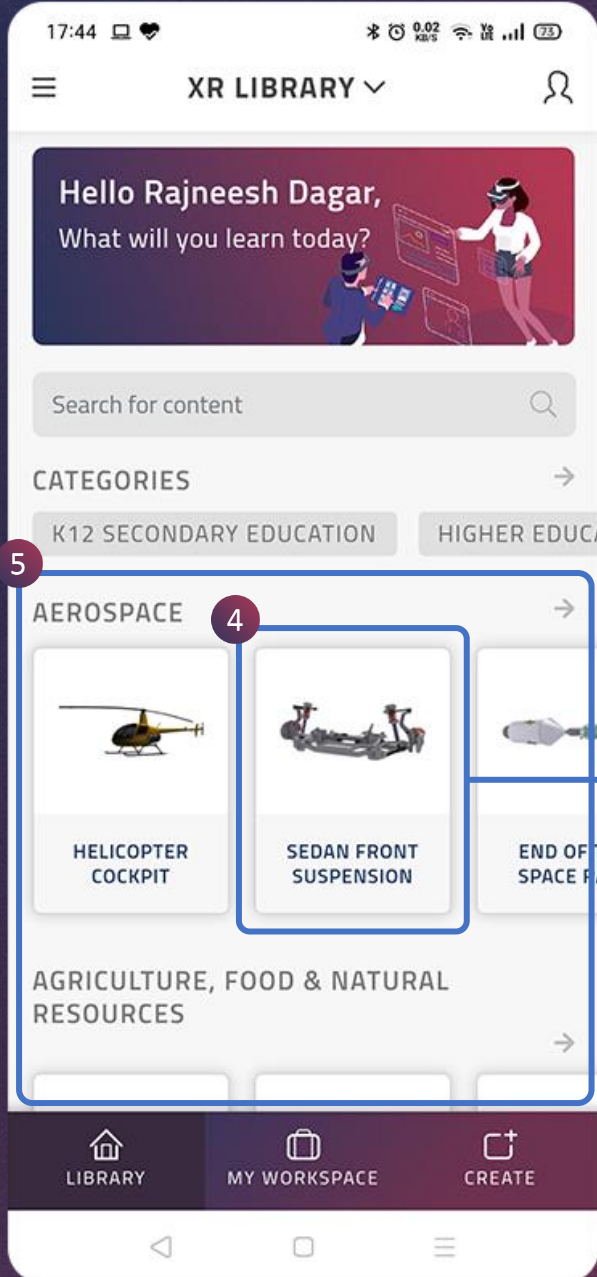 17:44 0.02 KB/S Vo LTE 73
XR LIBRARY
Hello Rajneesh Dagar,
What will you learn today?
Search for content
CATEGORIES
K12 SECONDARY EDUCATION HIGHER EDUCA
5
AEROSPACE
4
HELICOPTER
COCKPIT
SEDAN FRONT
SUSPENSION
END OF
SPACE
AGRICULTURE, FOOD & NATURAL
RESOURCES
LIBRARY MY WORKSPACE CREATE